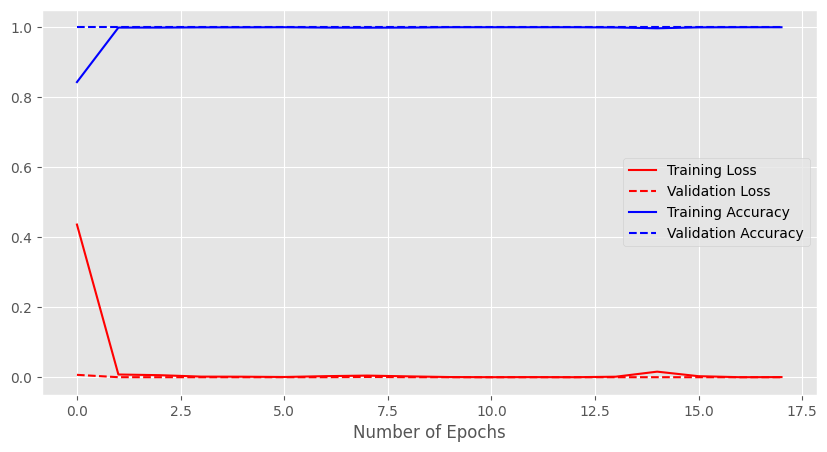 1.0
0.8
0.6
0.4
0.2
0.0
Training Loss
Validation Loss
Training Accuracy
Validation Accuracy
0.0 2.5 5.0 7.5 10.0 12.5 15.0 17.5
Number of Epochs